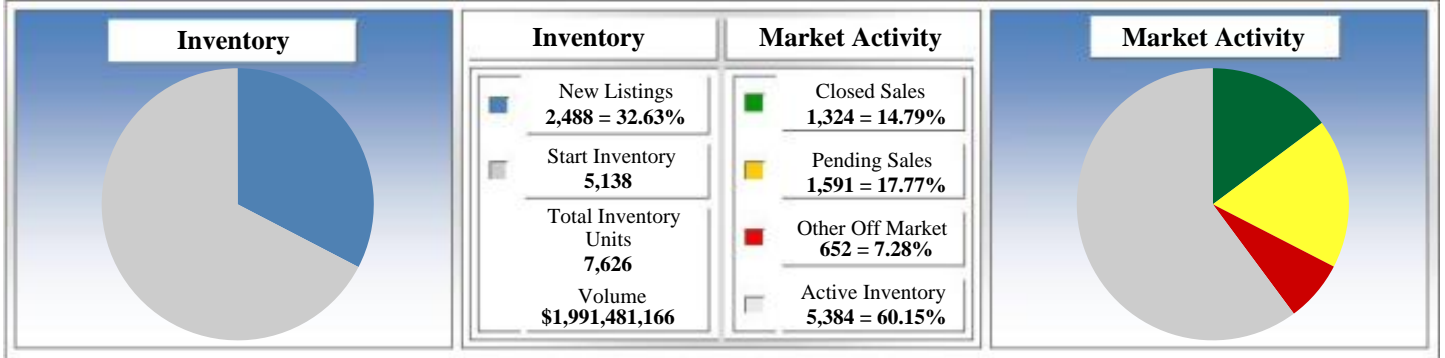 Inventory
Inventory
New Listings
2,488 = 32.63%
Start Inventory
5,138
Total Inventory
Units
7,626
Volume
$1,991,481,166
Market Activity
Closed Sales
1,324 = 14.79%
Pending Sales
1,591 = 17.77%
Other Off Market
652 = 7.28%
Active Inventory
5,384 = 60.15%
Market Activity